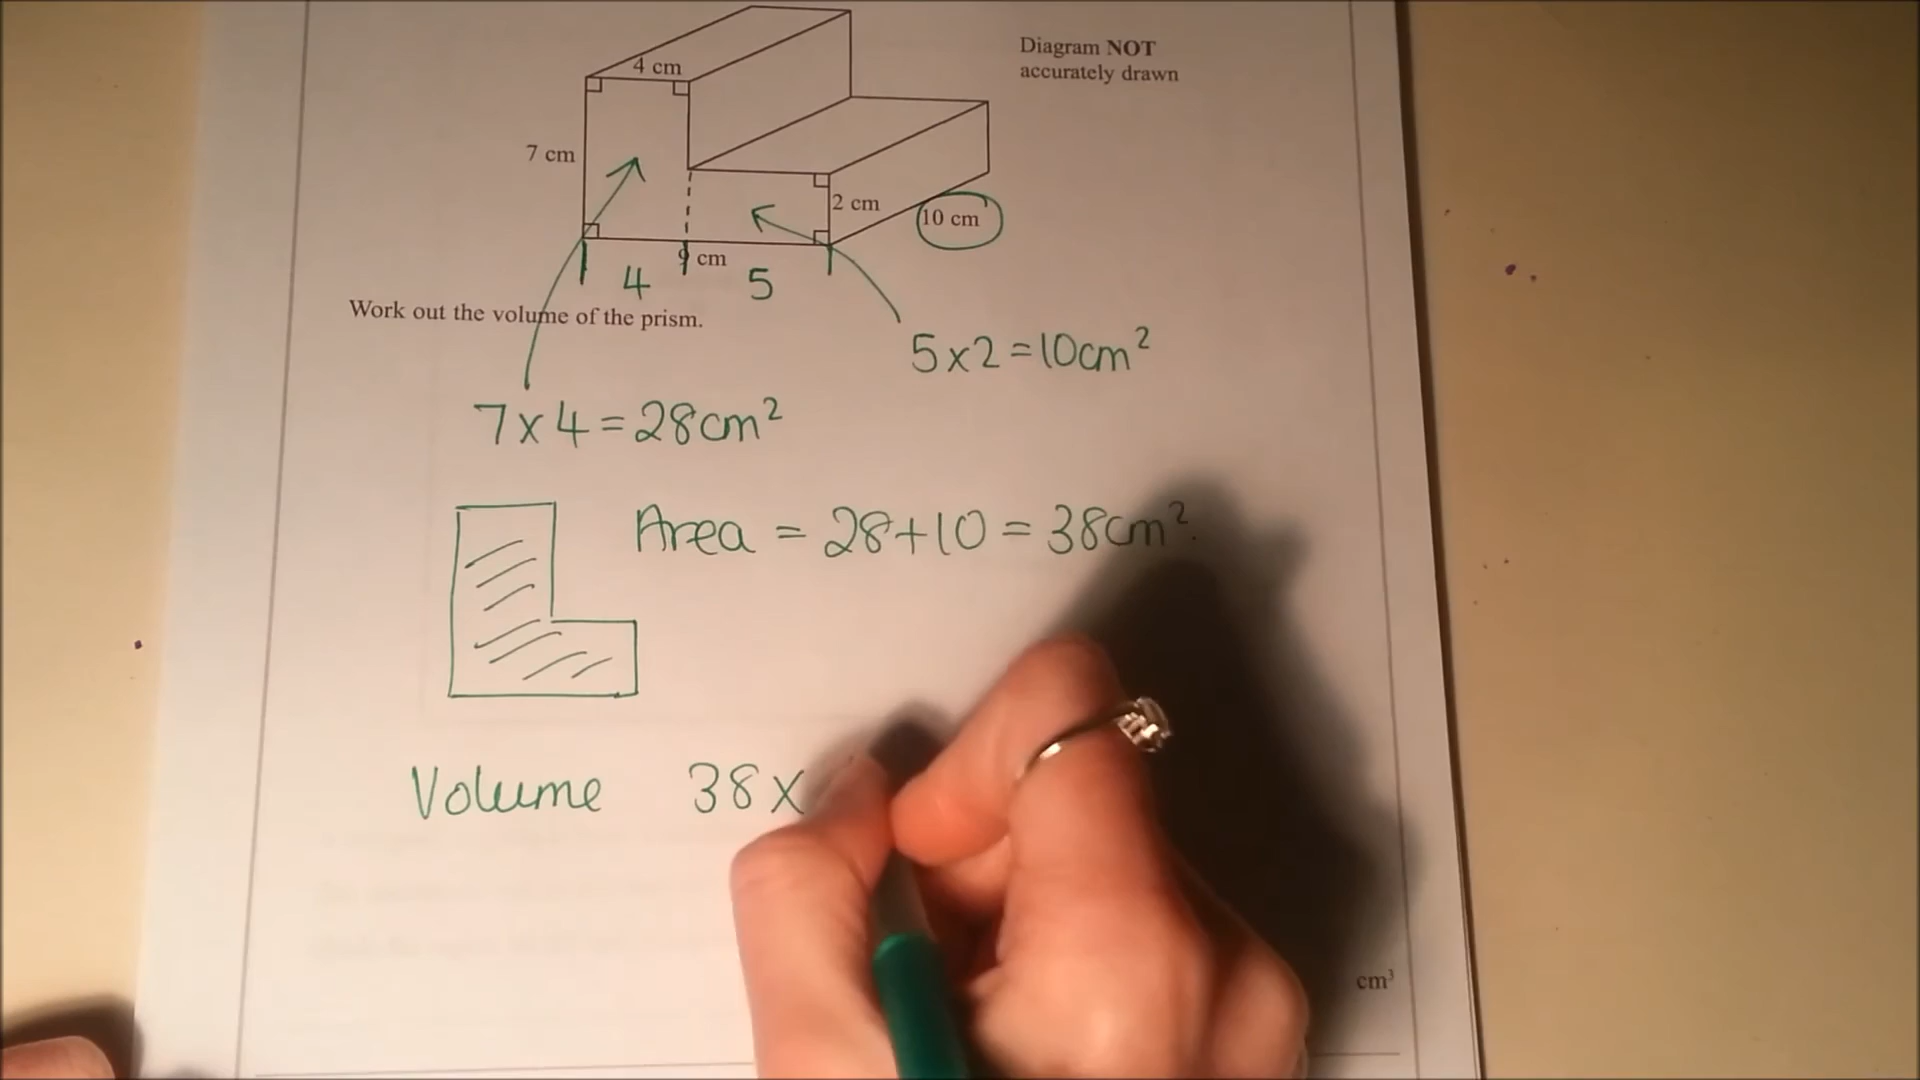 Diagram NOT
accurately drawn
4 cm
7 cm
2 cm
10 cm
9 cm
4
5
Work out the volume of the prism.
5x2=10cm²
7x4=28cm²
Area = 28+10=38cm²
Volume 38x
cm³